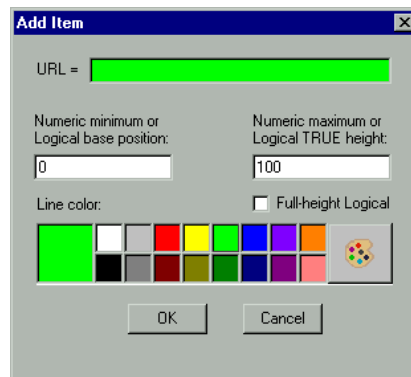 Add Item
URL =
Numeric minimum or
Logical base position:
Numeric maximum or
Logical TRUE height:
0
100
Line color:
Full-height Logical
OK
Cancel